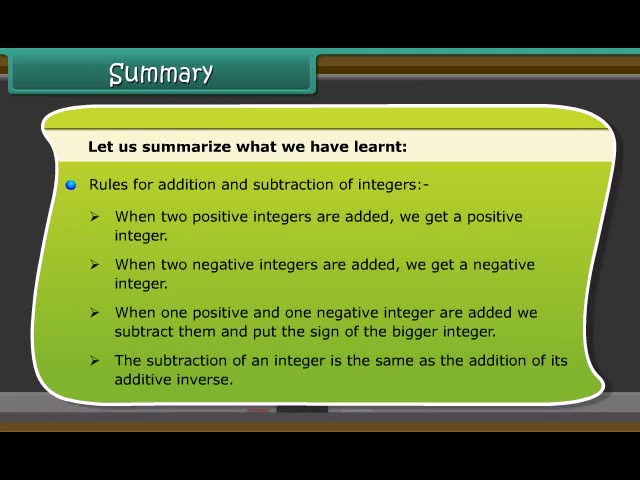 Summary
Let us summarize what we have learnt:
Rules for addition and subtraction of integers:-
When two positive integers are added, we get a positive
integer.
When two negative integers are added, we get a negative
integer.
When one positive and one negative integer are added we
subtract them and put the sign of the bigger integer.
The subtraction of an integer is the same as the addition of its
additive inverse.